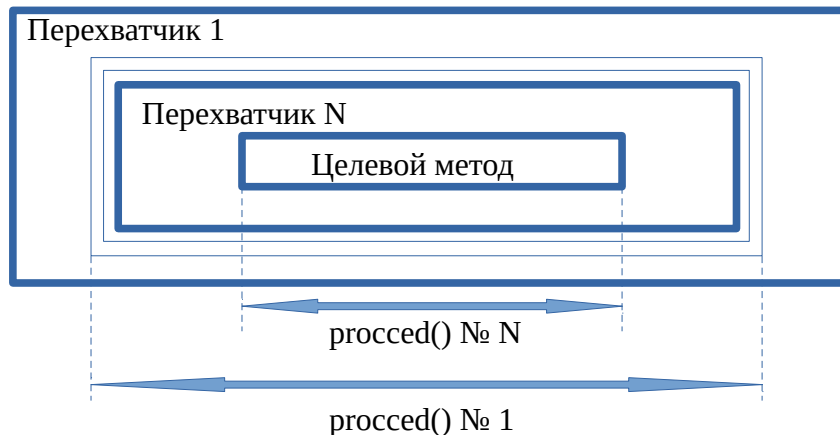 Перехватчик 1
Перехватчик N
Целевой метод
procced() № N
procced() № 1